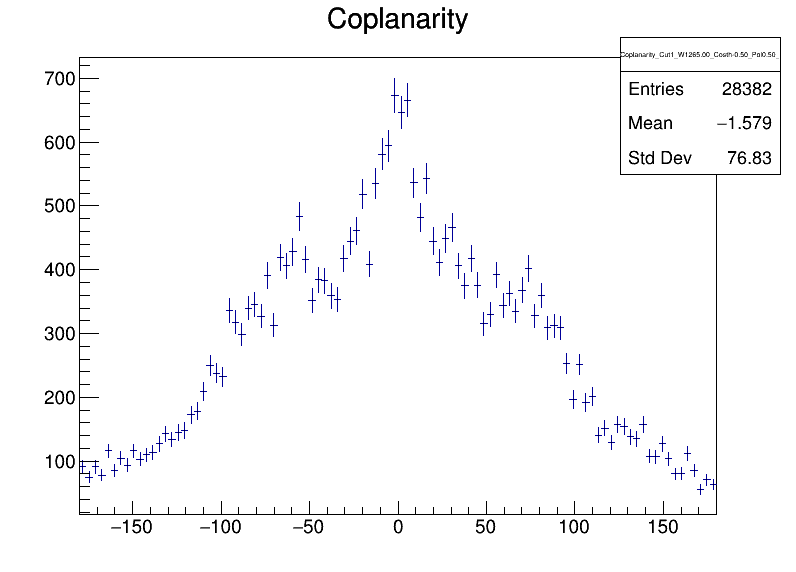 Coplanarity
Coplanarity_Cut1_W1265.00_Costh-0.50_Pol0.50_
Entries 28382
Mean −1.579
Std Dev 76.83
700
600
500
400
300
200
100
−150 −100 −50 0 50 100 150